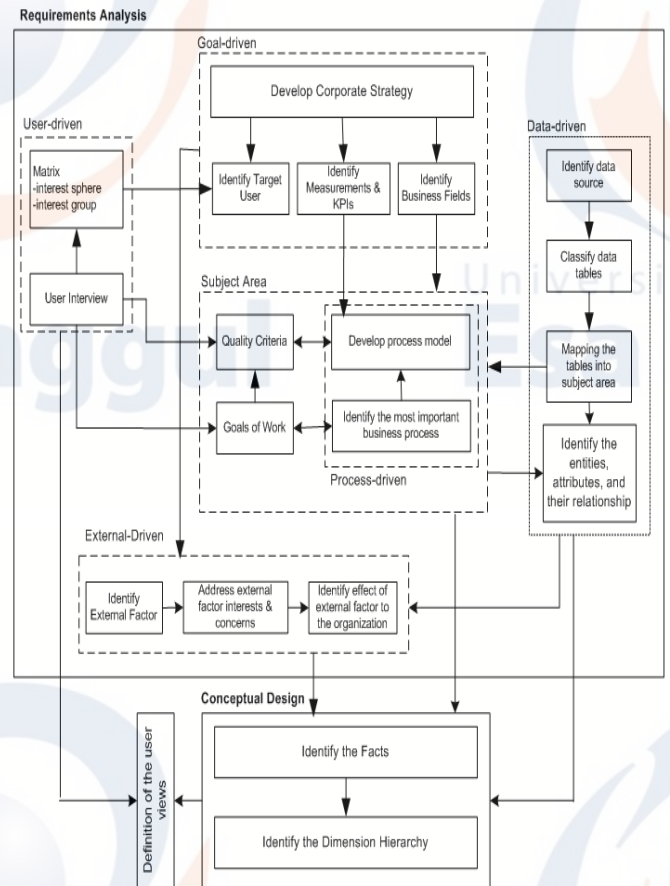 Requirements Analysis
Goal-driven
Develop Corporate Strategy
Identify Target
User
Identify
Measurements &
KPIs
Identify
Business Fields
User-driven
Matrix
-interest sphere
-interest group
User Interview
Data-driven
Identify data
source
Classify data
tables
Mapping the
tables into
subject area
Identify the
entities,
attributes, and
their relationship
Subject Area
Quality Criteria
Develop process model
Goals of Work
Identify the most important
business process
Process-driven
External-Driven
Identify
External Factor
Address external
factor interests &
concerns
Identify effect of
external factor to
the organization
Conceptual Design
Definition of the user
views
Identify the Facts
Identify the Dimension Hierarchy
Universi
nggul
Esa